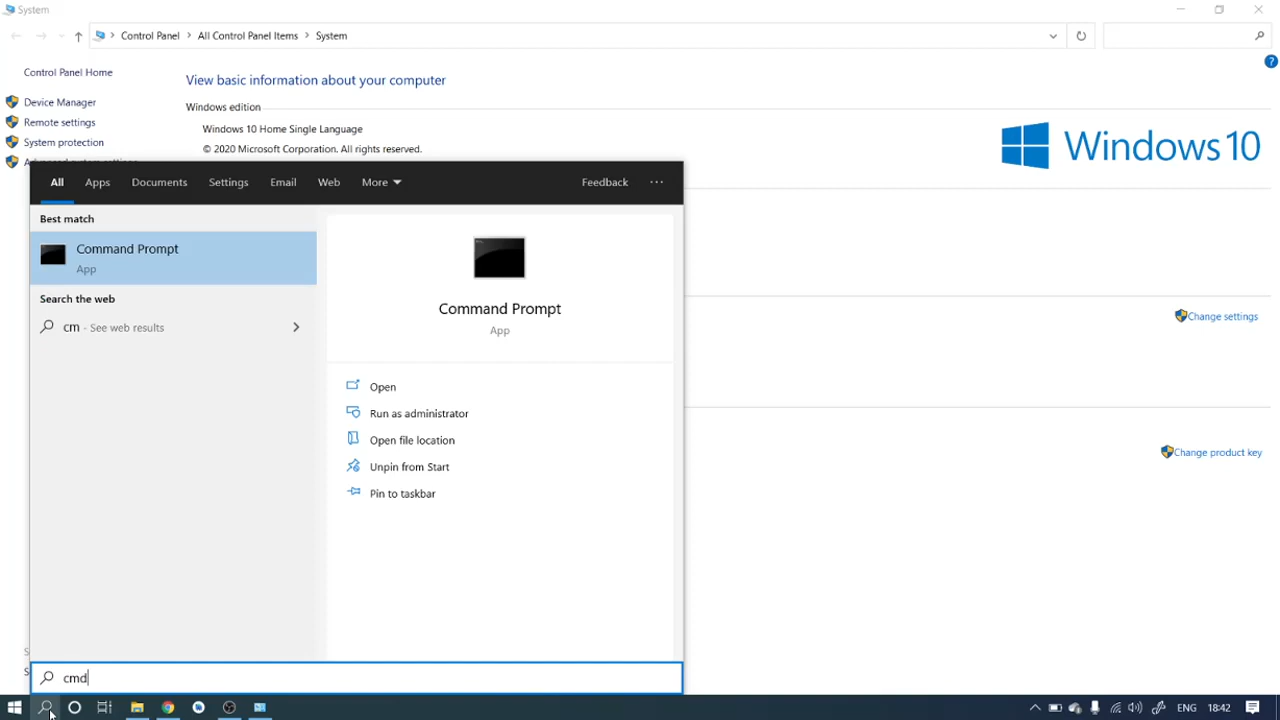 System
Control Panel > All Control Panel Items > System
Control Panel Home
Device Manager
Remote settings
System protection
View basic information about your computer
Windows edition
Windows 10 Home Single Language
© 2020 Microsoft Corporation. All rights reserved.
Windows 10
Change settings
Change product key
All Apps Documents Settings Email Web More Feedback ...
Best match
Command Prompt
App
Search the web
cm - See web results
Command Prompt
App
Open
Run as administrator
Open file location
Unpin from Start
Pin to taskbar
cmd
ENG 18:42